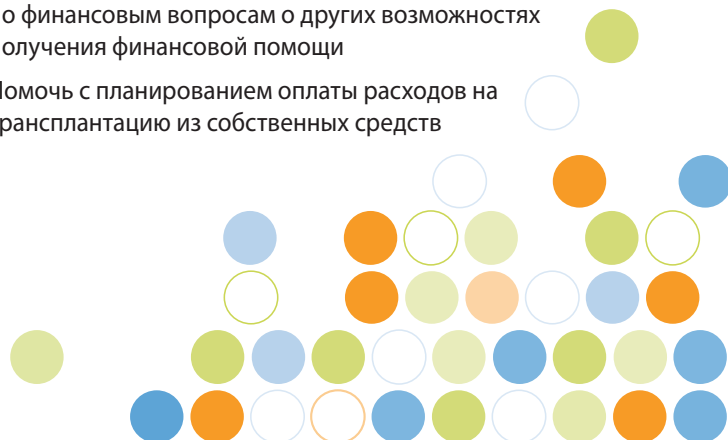 о финансовым вопросам о других возможностях
олучения финансовой помощи
Помочь с планированием оплаты расходов на
рансплантацию из собственных средств